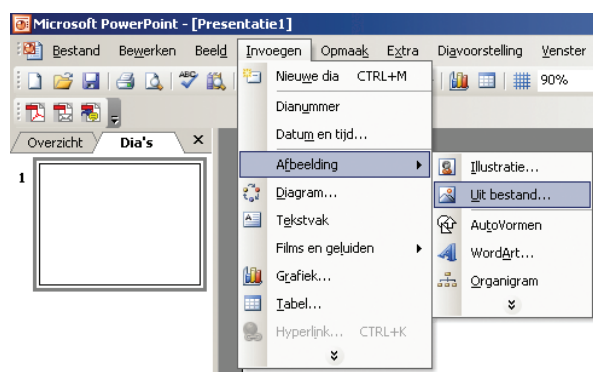 Microsoft PowerPoint - [Presentatie1]
Bestand Bewerken Beeld Invoegen Opmaak Extra Diavoorstelling Venster
90%
Overzicht Dia's ×
1
Nieuwe dia CTRL+M
Dianummer
Datum en tijd...
Afbeelding
Diagram...
Tekstvak
Films en geluiden
Grafiek...
Tabel...
Hyperlink... CTRL+K
Illustratie...
Uit bestand...
AutoVormen
WordArt...
Organigram